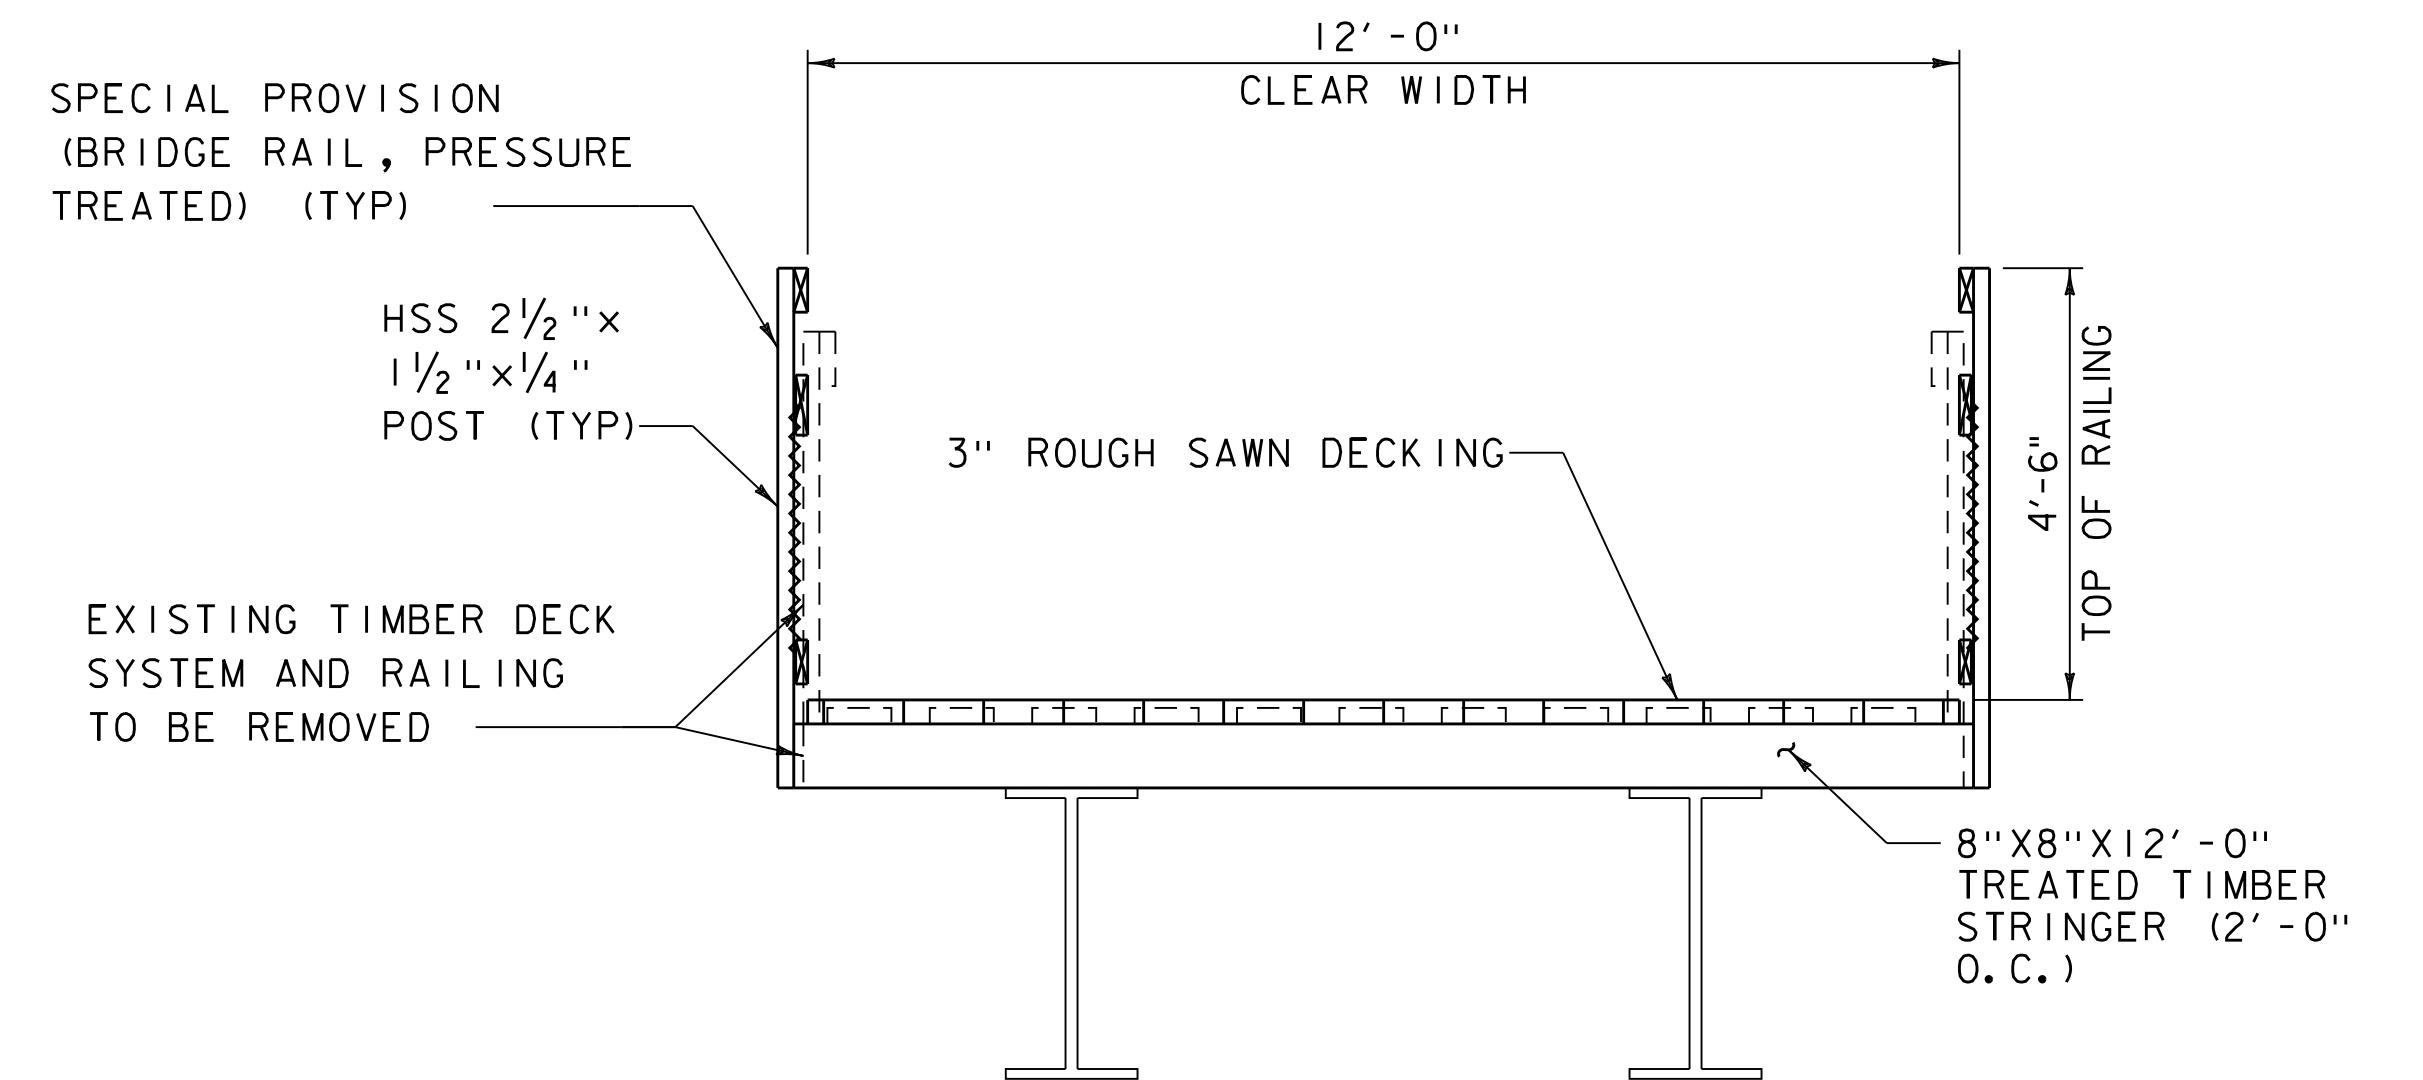 12'-0"
CLEAR WIDTH
SPECIAL PROVISION
(BRIDGE RAIL, PRESSURE
TREATED) (TYP)
HSS 2½"×
1½"×¼"
POST (TYP)
3" ROUGH SAWN DECKING
4'-6"
TOP OF RAILING
EXISTING TIMBER DECK
SYSTEM AND RAILING
TO BE REMOVED
8"X8"X12'-0"
TREATED TIMBER
STRINGER (2'-0"
O.C.)